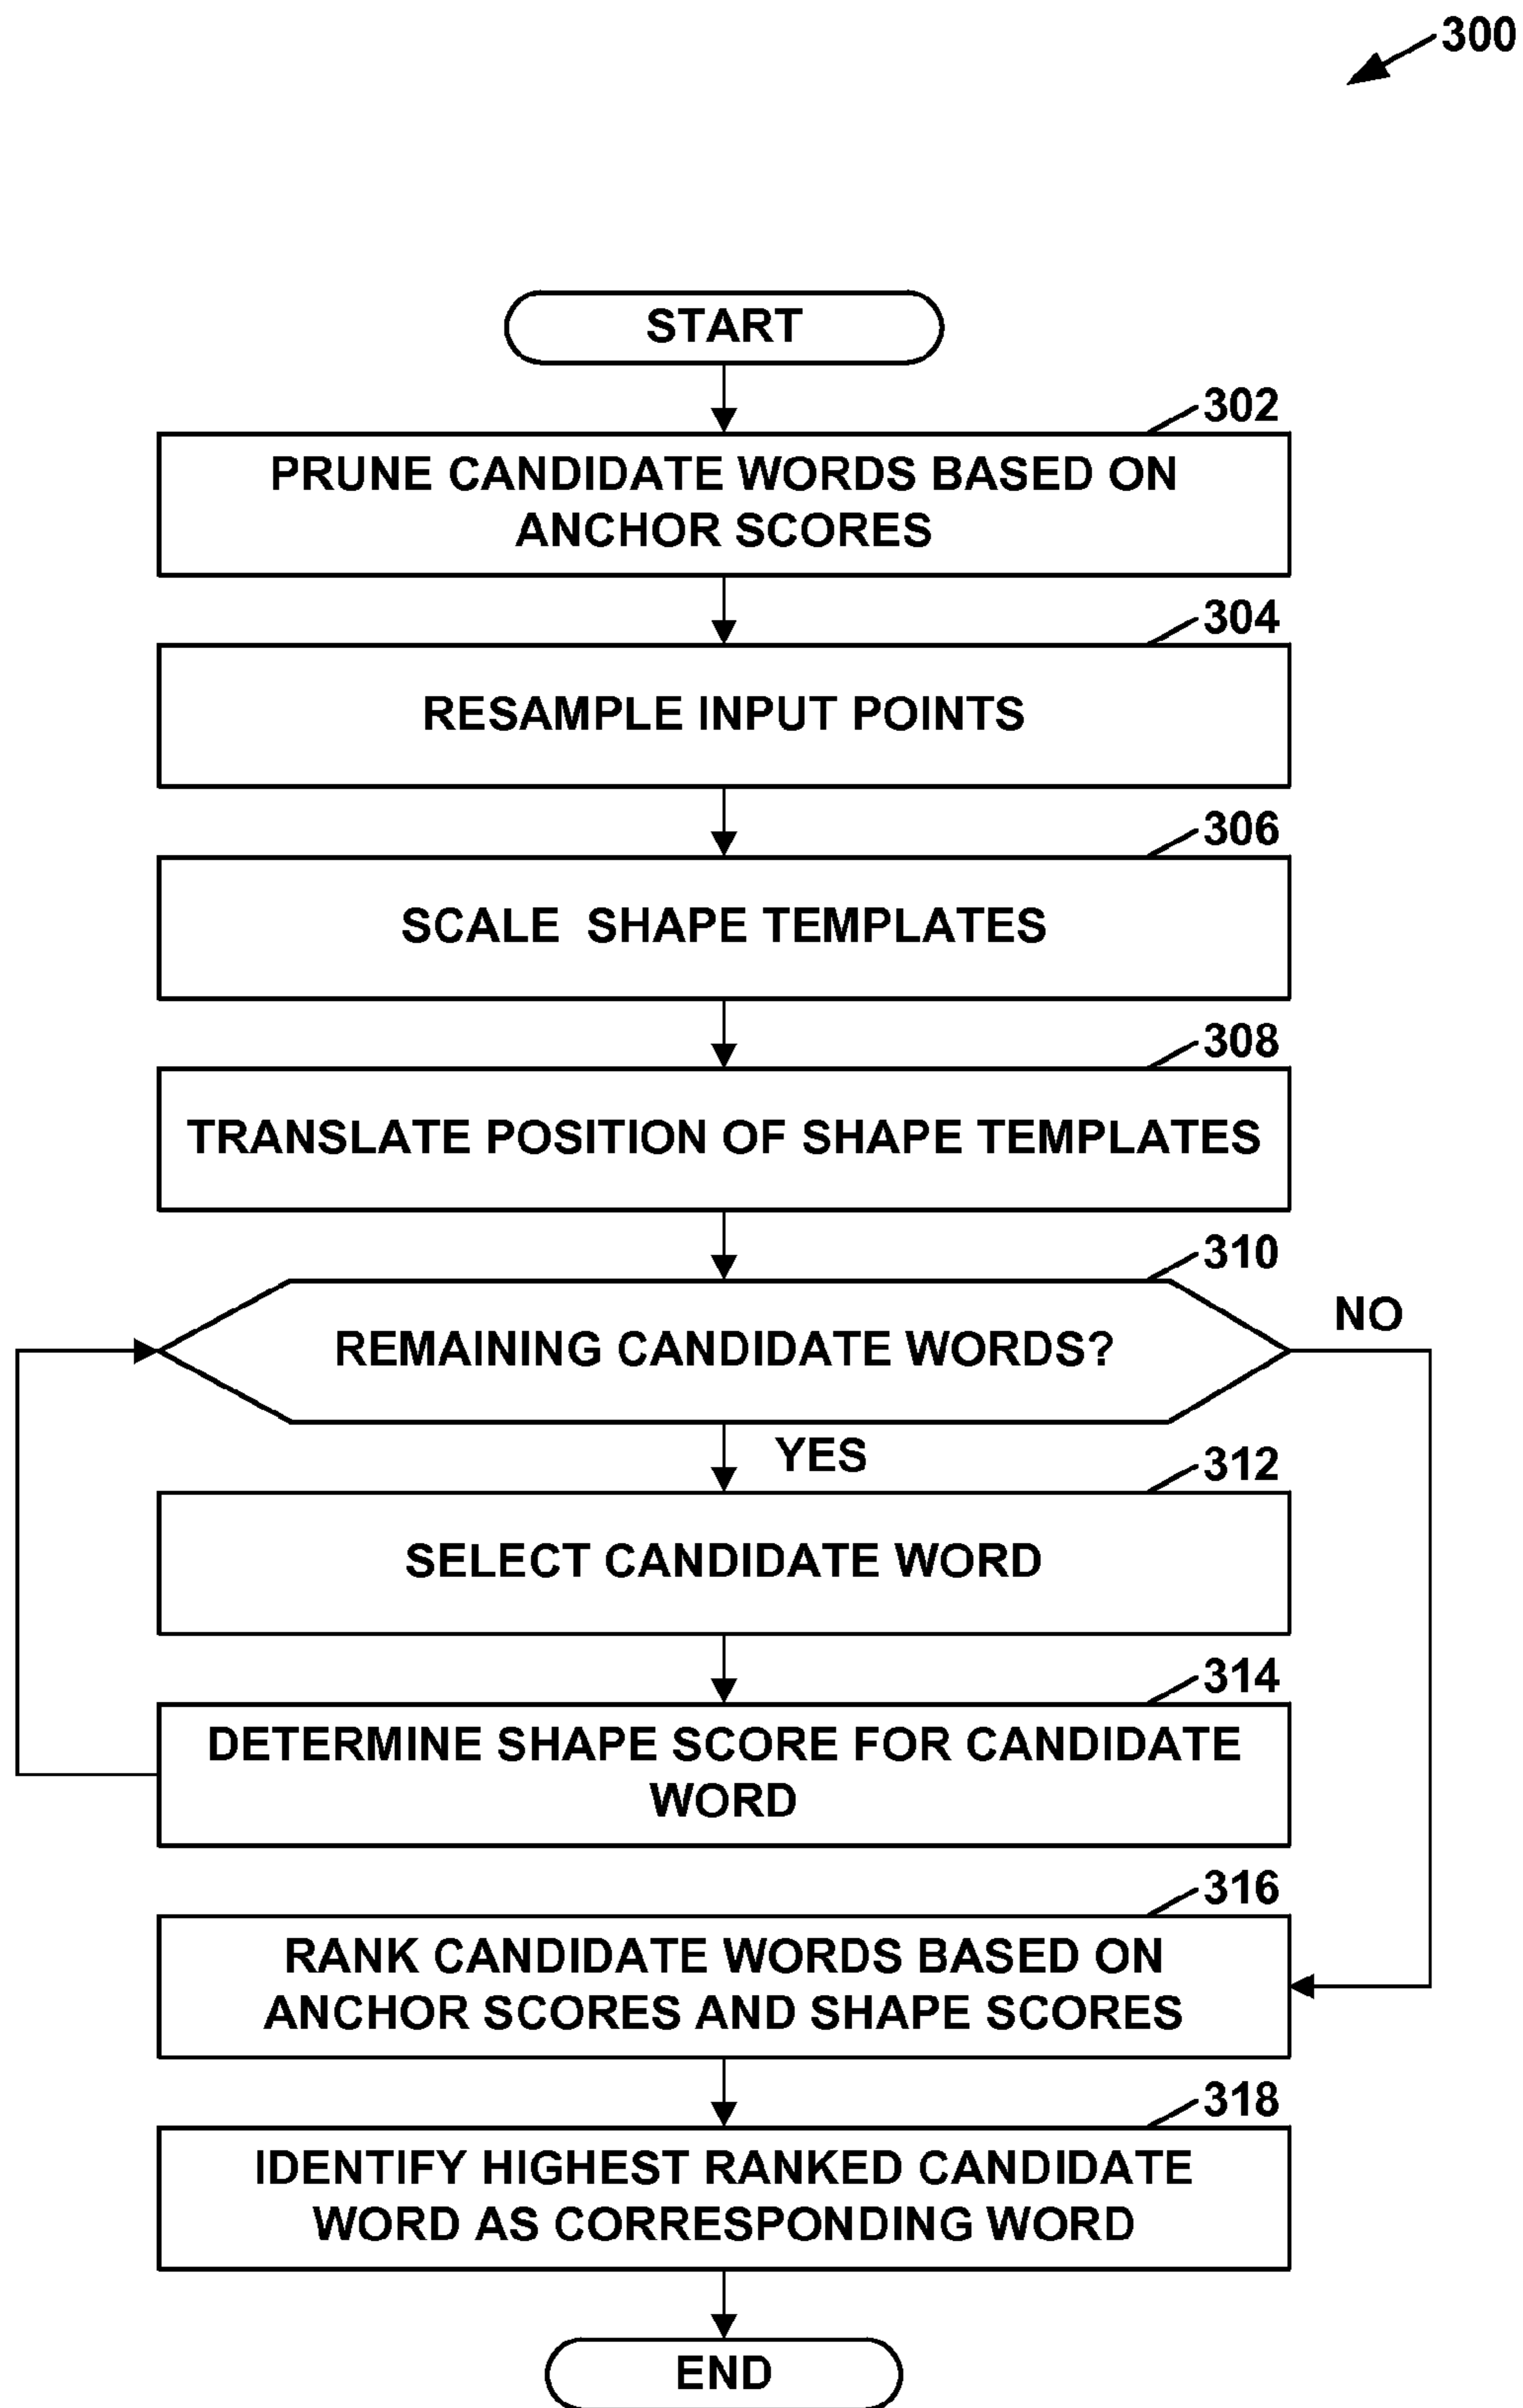 300
START
302
PRUNE CANDIDATE WORDS BASED ON
ANCHOR SCORES
304
RESAMPLE INPUT POINTS
306
SCALE SHAPE TEMPLATES
308
TRANSLATE POSITION OF SHAPE TEMPLATES
310
REMAINING CANDIDATE WORDS?
NO
YES
312
SELECT CANDIDATE WORD
314
DETERMINE SHAPE SCORE FOR CANDIDATE
WORD
316
RANK CANDIDATE WORDS BASED ON
ANCHOR SCORES AND SHAPE SCORES
318
IDENTIFY HIGHEST RANKED CANDIDATE
WORD AS CORRESPONDING WORD
END